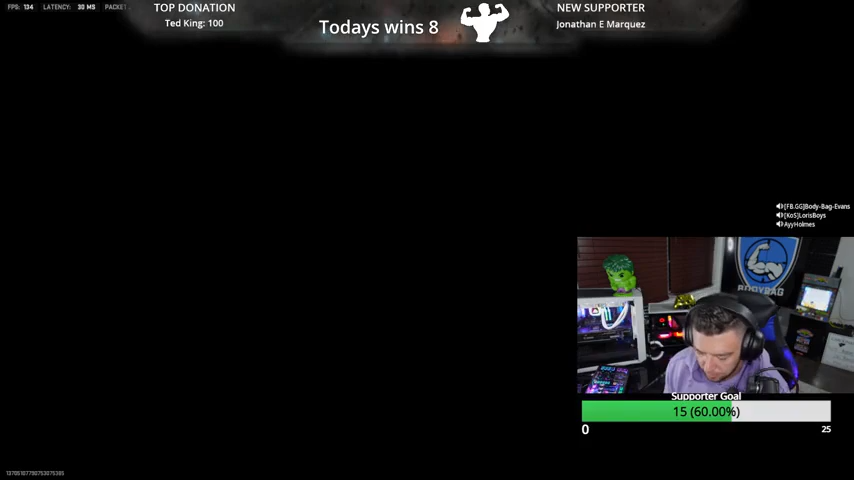 FPS: 134 LATENCY: 30 MS PACKET
TOP DONATION
Ted King: 100
Todays wins 8
NEW SUPPORTER
Jonathan E Marquez
[FB.GG]Body-Bag-Evans
[KoS]LorisBoys
AyyHolmes
BODYBAG
Supporter Goal
15 (60.00%)
0
25